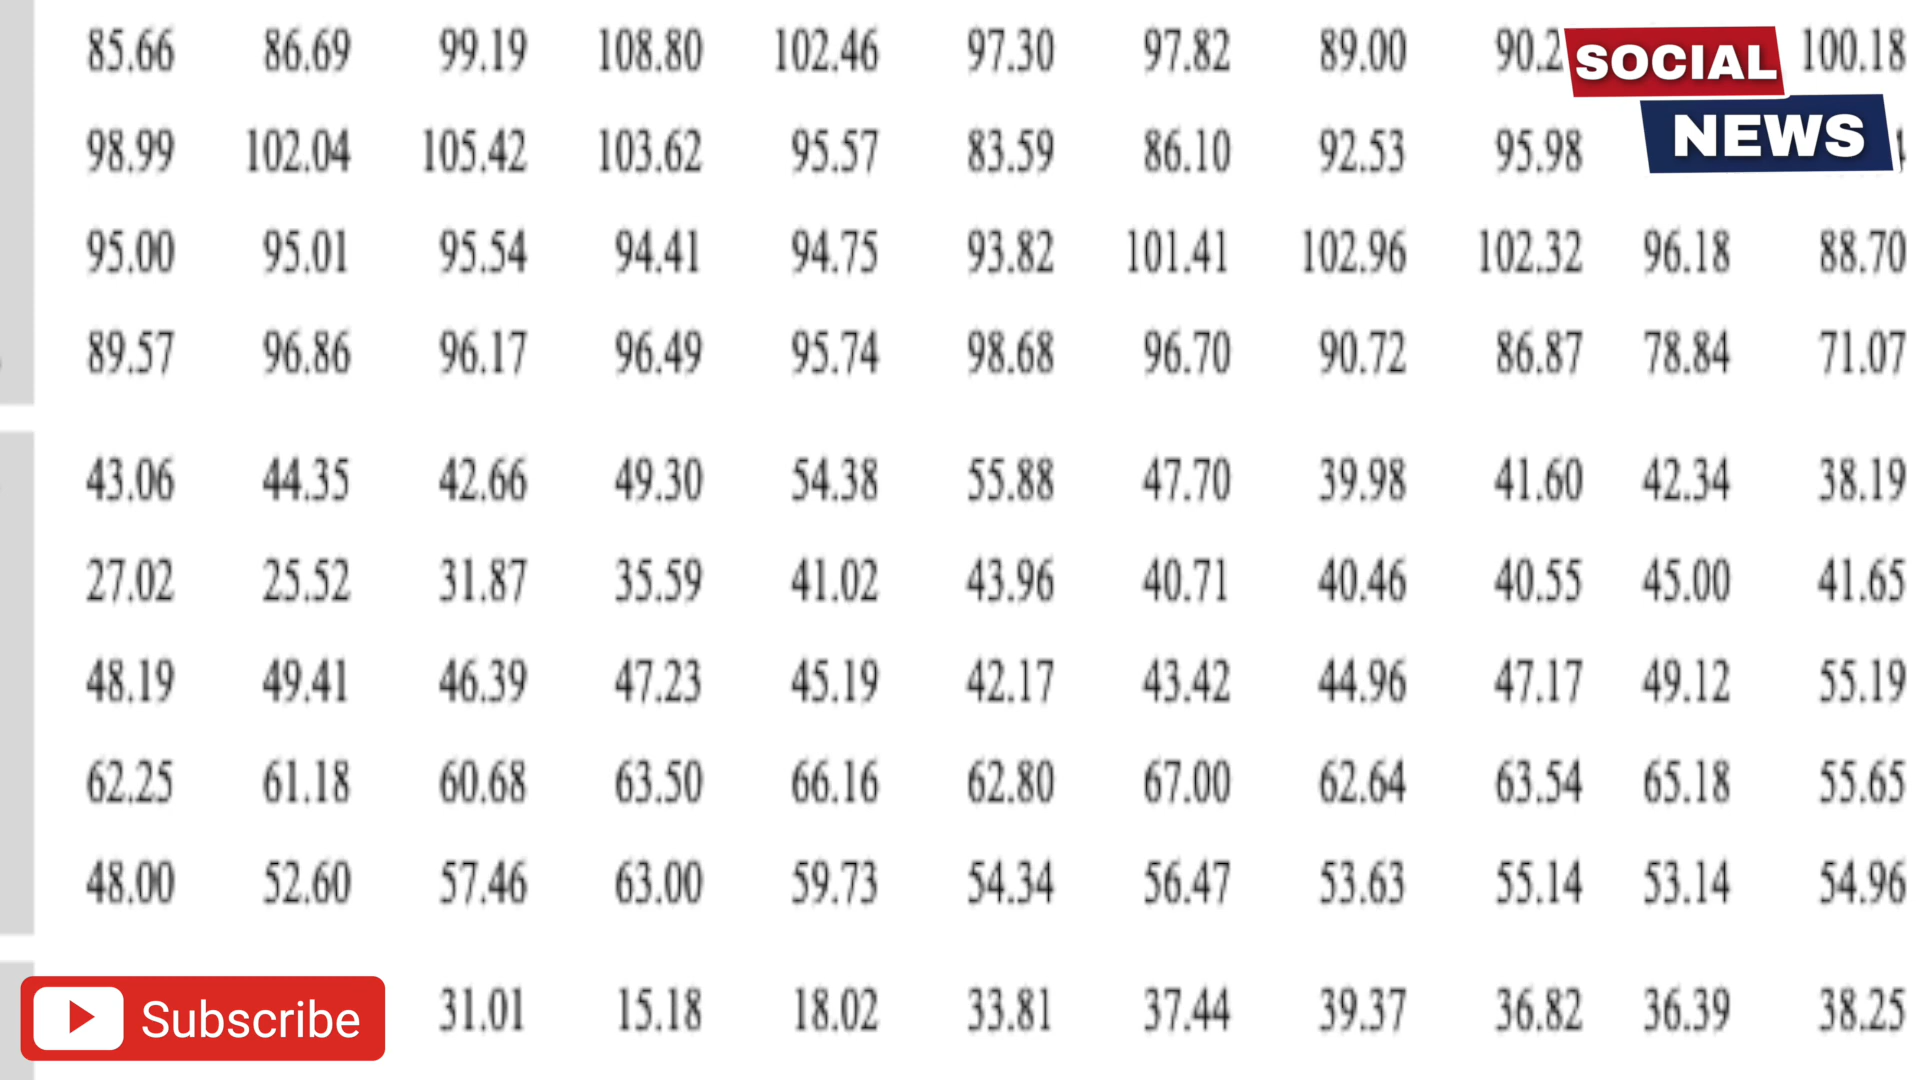 85.66 86.69 99.19 108.80 102.46 97.30 97.82 89.00 90.2 SOCIAL 100.18
98.99 102.04 105.42 103.62 95.57 83.59 86.10 92.53 95.98 NEWS
95.00 95.01 95.54 94.41 94.75 93.82 101.41 102.96 102.32 96.18 88.70
89.57 96.86 96.17 96.49 95.74 98.68 96.70 90.72 86.87 78.84 71.07
43.06 44.35 42.66 49.30 54.38 55.88 47.70 39.98 41.60 42.34 38.19
27.02 25.52 31.87 35.59 41.02 43.96 40.71 40.46 40.55 45.00 41.65
48.19 49.41 46.39 47.23 45.19 42.17 43.42 44.96 47.17 49.12 55.19
62.25 61.18 60.68 63.50 66.16 62.80 67.00 62.64 63.54 65.18 55.65
48.00 52.60 57.46 63.00 59.73 54.34 56.47 53.63 55.14 53.14 54.96
Subscribe 31.01 15.18 18.02 33.81 37.44 39.37 36.82 36.39 38.25